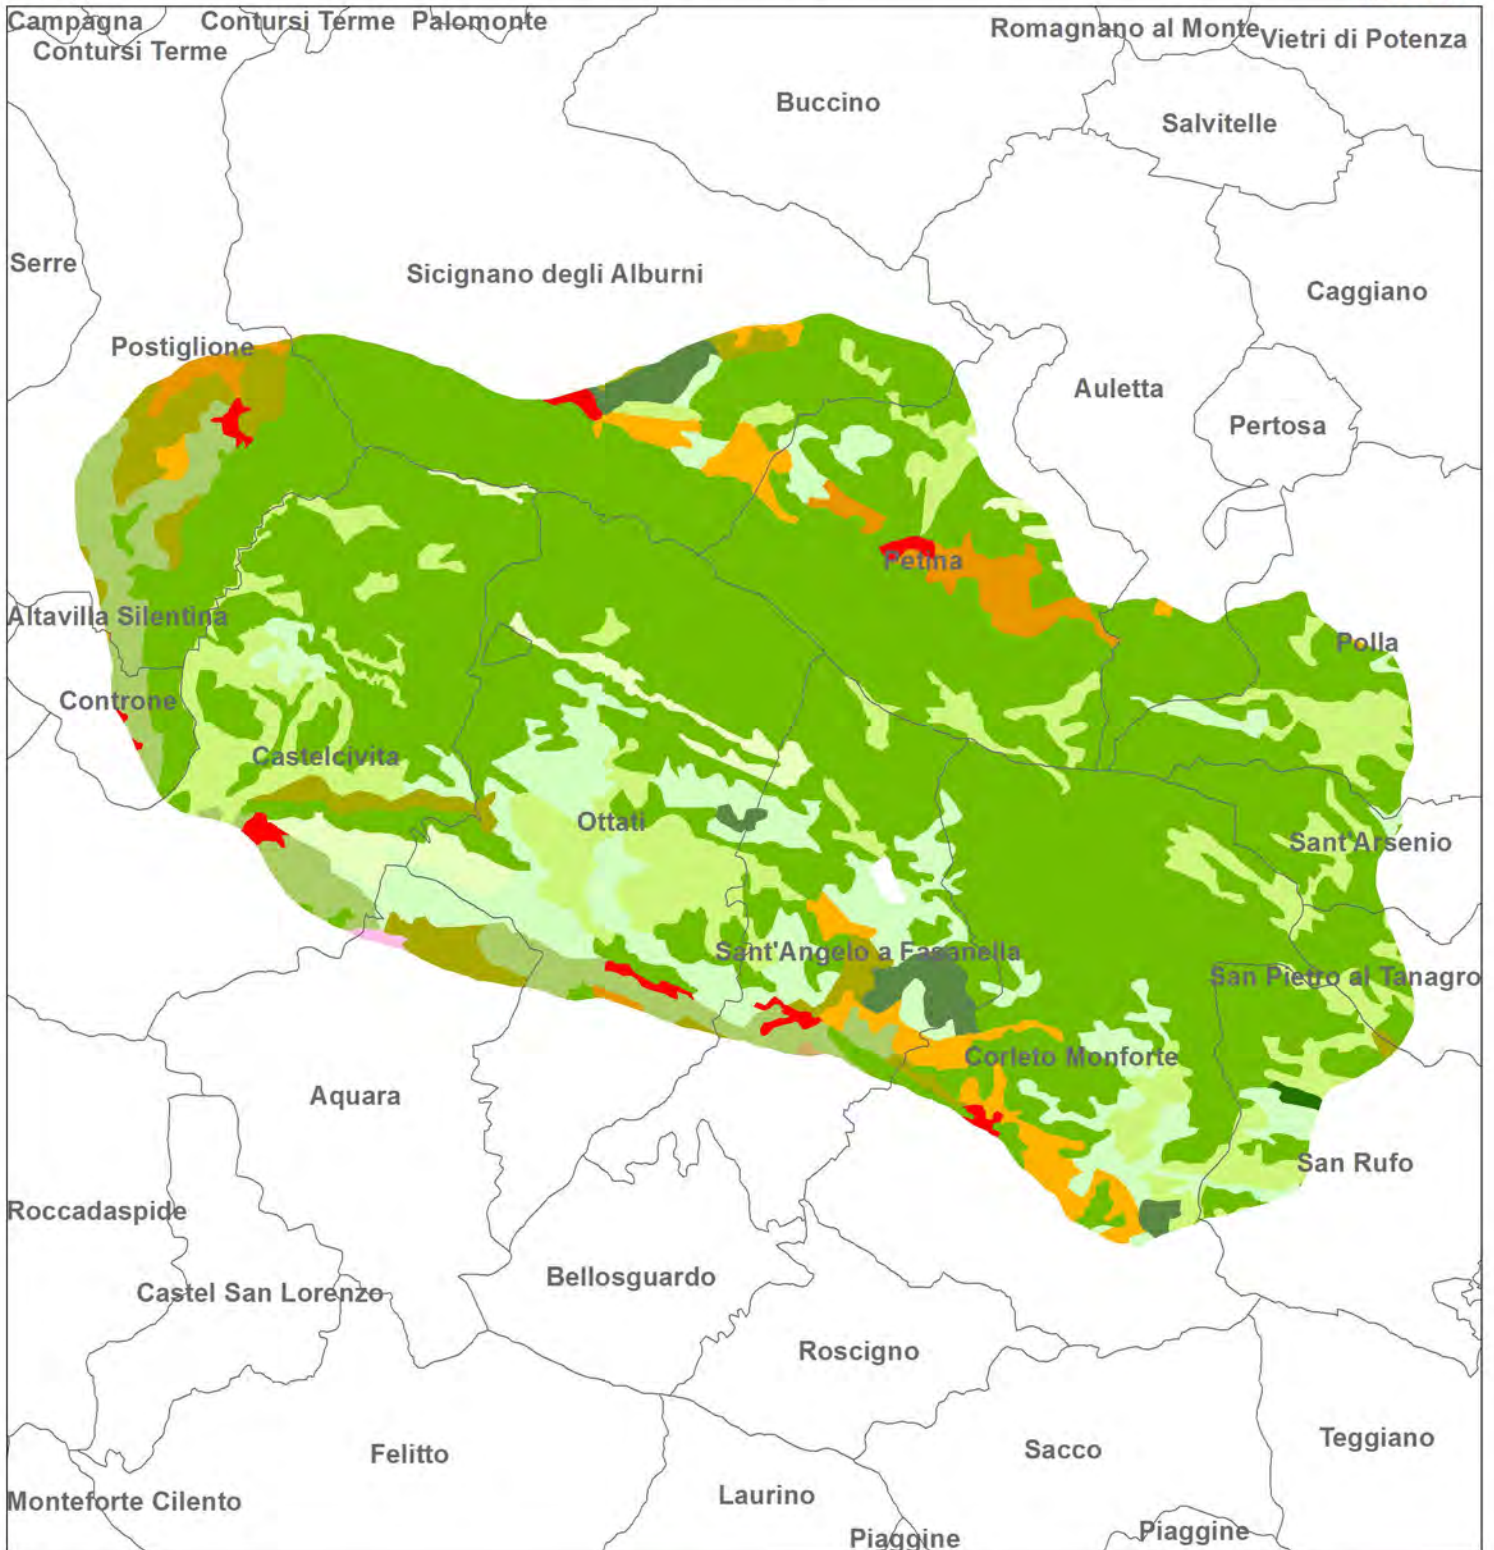 Campagna
Contursi Terme
Palomonte
Romagnano al Monte
Vietri di Potenza
Contursi Terme
Buccino
Salvitelle
Serre
Sicignano degli Alburni
Caggiano
Postiglione
Auletta
Pertosa
Petina
Altavilla Silentina
Polla
Controne
Castelcivita
Ottati
Sant'Arsenio
Sant'Angelo a Fasanella
San Pietro al Tanagro
Corleto Monforte
Aquara
San Rufo
Roccadaspide
Bellosguardo
Castel San Lorenzo
Roscigno
Teggiano
Sacco
Felitto
Laurino
Monteforte Cilento
Piaggine
Piaggine